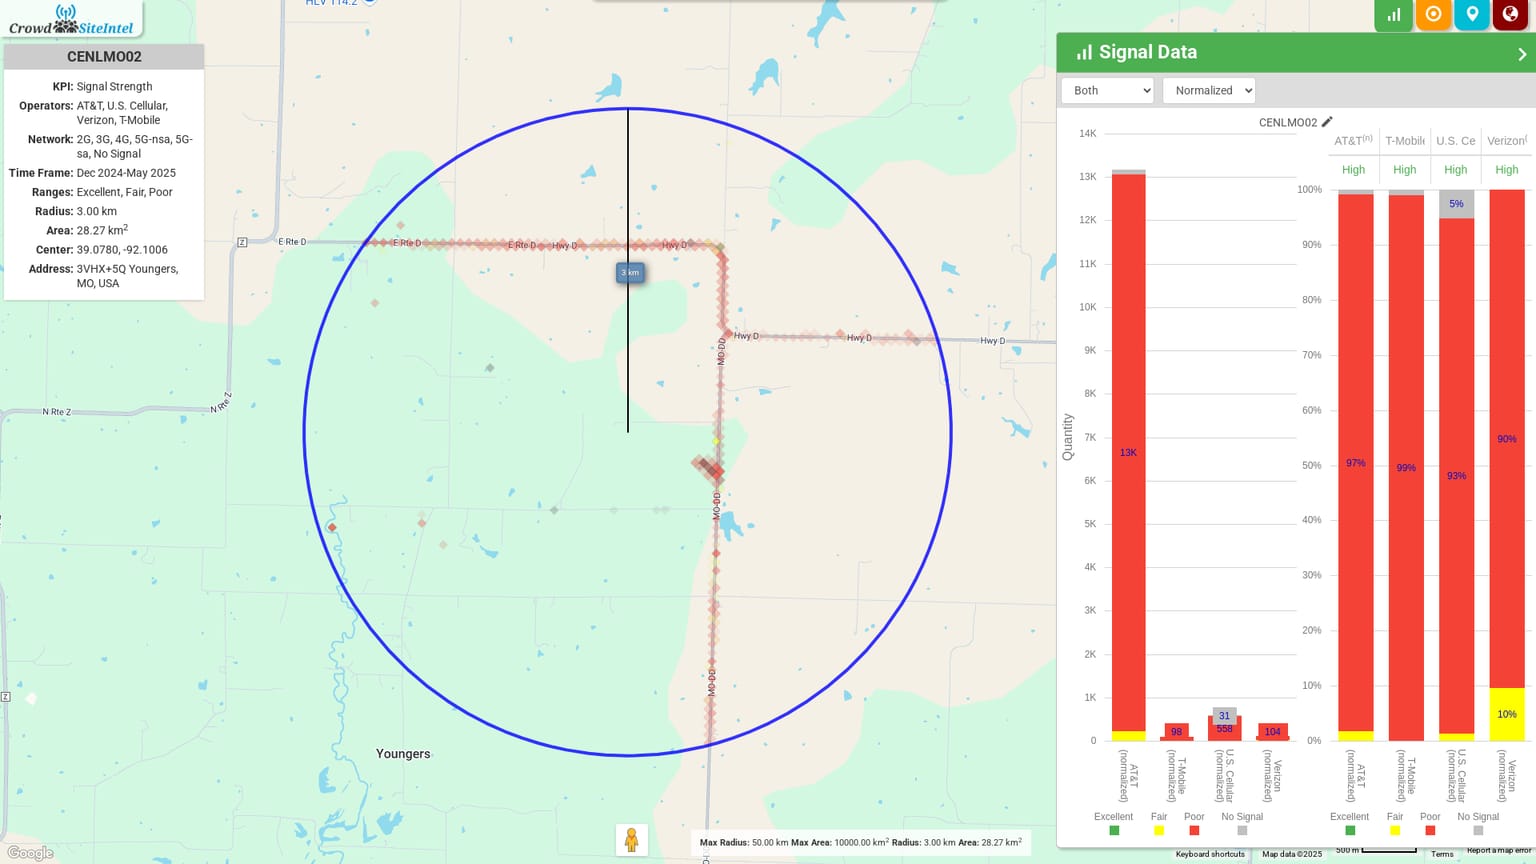 HLV 114.2
CrowdSiteIntel
CENLMO02
KPI: Signal Strength
Operators: AT&T, U.S. Cellular,
Verizon, T-Mobile
Network: 2G, 3G, 4G, 5G-nsa, 5G-
sa, No Signal
Time Frame: Dec 2024-May 2025
Ranges: Excellent, Fair, Poor
Radius: 3.00 km
Area: 28.27 km2
Center: 39.0780, -92.1006
Address: 3VHX+5Q Youngers,
MO, USA
Z
E Rte D
E Rte D
E Rte D
Hwy D
Hwy D
3 km
Hwy D
Hwy D
Hwy D
MO-DD
N Rte Z
N Rte Z
MO-DD
MO-DD
Z
Youngers
Google
Max Radius: 50.00 km Max Area: 10000.00 km2 Radius: 3.00 km Area: 28.27 km2
Signal Data
Both
Normalized
CENLMO02
14K
13K
12K
11K
10K
9K
8K
7K
6K
5K
4K
3K
2K
1K
0
Quantity
13K
98
31
558
104
AT&T (normalized)
T-Mobile (normalized)
U.S. Cellular (normalized)
Verizon (normalized)
Excellent
Fair
Poor
No Signal
AT&T(n)
T-Mobile
U.S. Ce
Verizon(
High
High
High
High
100%
90%
80%
70%
60%
50%
40%
30%
20%
10%
0%
97%
99%
5%
93%
90%
10%
AT&T (normalized)
T-Mobile (normalized)
U.S. Cellular (normalized)
Verizon (normalized)
Excellent
Fair
Poor
No Signal
Keyboard shortcuts
Map data ©2025
500 m
Terms
Report a map error